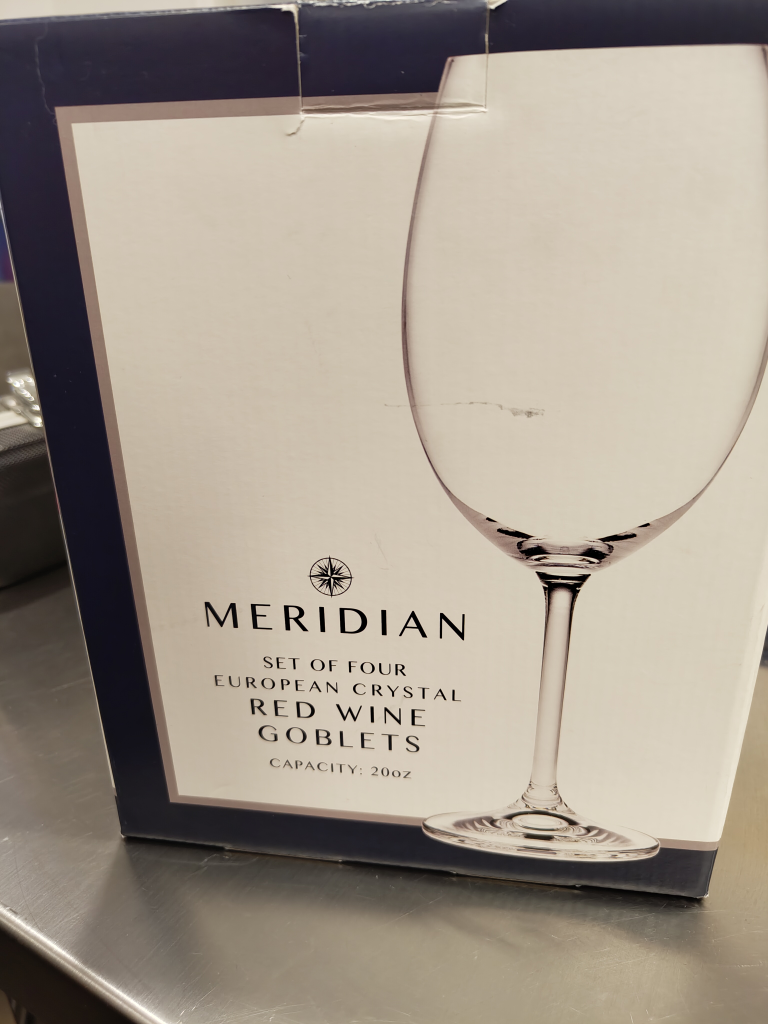 MERIDIAN
SET OF FOUR
EUROPEAN CRYSTAL
RED WINE
GOBLETS
CAPACITY: 20oz